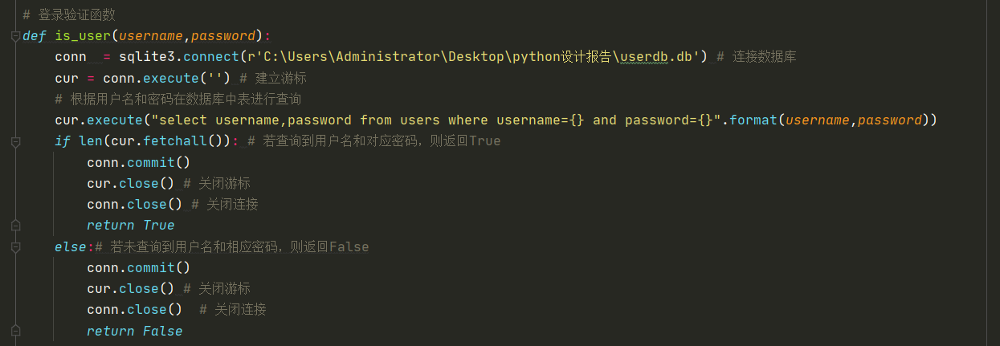 # 登录验证函数
def is_user(username,password):
    conn  = sqlite3.connect(r'C:\Users\Administrator\Desktop\python设计报告\userdb.db') # 连接数据库
    cur = conn.execute('') # 建立游标
    # 根据用户名和密码在数据库中表进行查询
    cur.execute("select username,password from users where username={} and password={}".format(username,password))
    if len(cur.fetchall()): # 若查询到用户名和对应密码，则返回True
        conn.commit()
        cur.close() # 关闭游标
        conn.close() # 关闭连接
        return True
    else:# 若未查询到用户名和相应密码，则返回False
        conn.commit()
        cur.close() # 关闭游标
        conn.close()  # 关闭连接
        return False